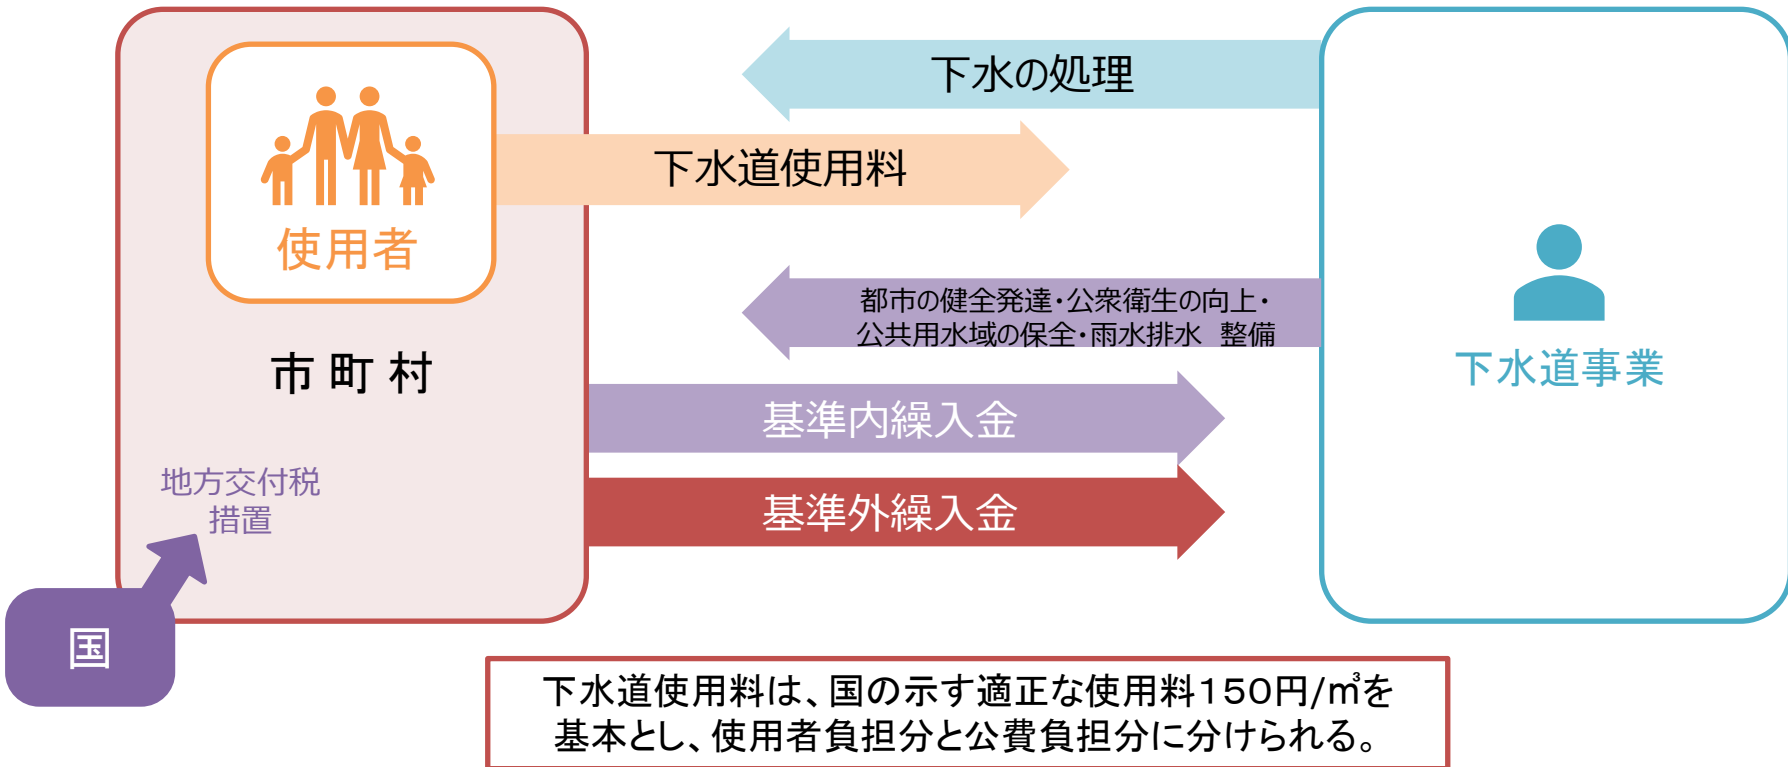 下水の処理
下水道使用料
使用者
都市の健全発達・公衆衛生の向上・
公共用水域の保全・雨水排水　整備
市 町 村
下水道事業
基準内繰入金
地方交付税
措置
基準外繰入金
国
下水道使用料は、国の示す適正な使用料１５０円/㎥を
基本とし、使用者負担分と公費負担分に分けられる。